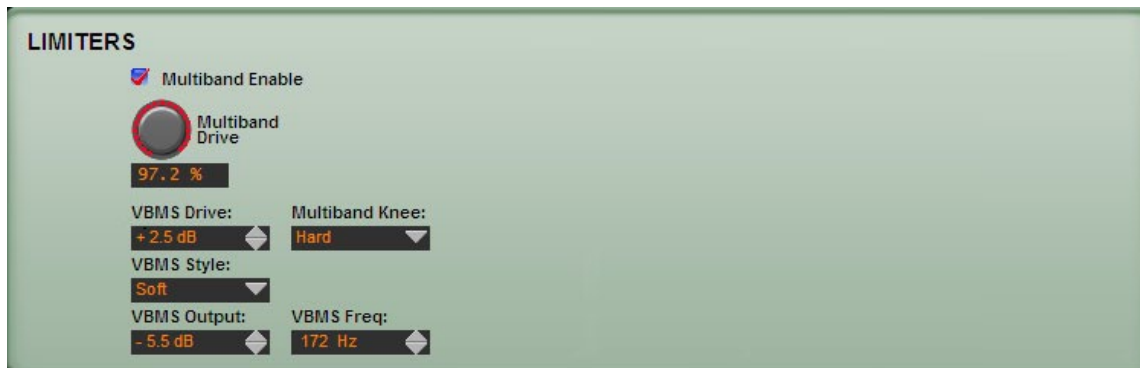 LIMITERS
Multiband Enable
Multiband
Drive
97.2 %
VBMS Drive: Multiband Knee:
+ 2.5 dB Hard
VBMS Style:
Soft
VBMS Output: VBMS Freq:
- 5.5 dB 172 Hz